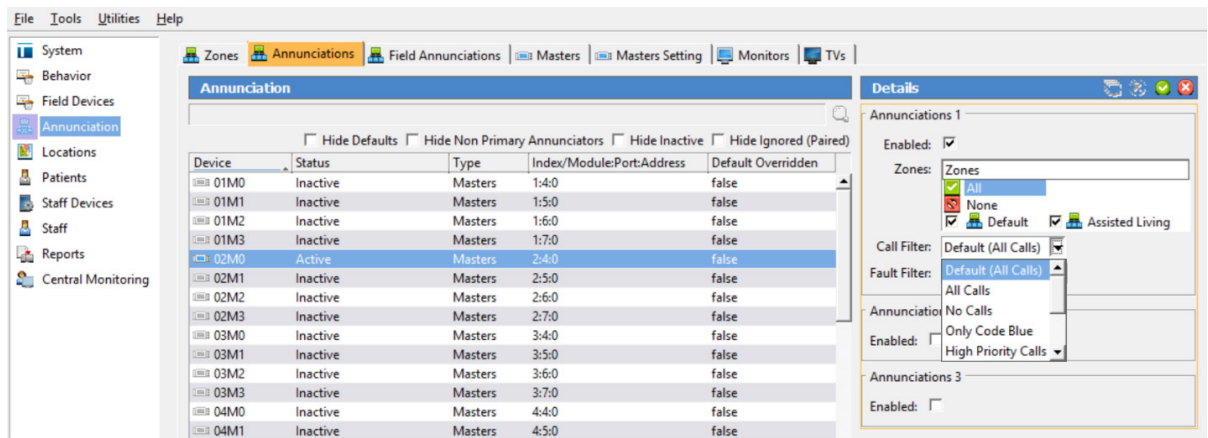 File Tools Utilities Help
System
Behavior
Field Devices
Annunciation
Locations
Patients
Staff Devices
Staff
Reports
Central Monitoring
Zones Annunciations Field Annunciations Masters Masters Setting Monitors TVs
Annunciation
Hide Defaults Hide Non Primary Annunciators Hide Inactive Hide Ignored (Paired)
Device Status Type Index/Module:Port:Address Default Overridden
01M0 Inactive Masters 1:4:0 false
01M1 Inactive Masters 1:5:0 false
01M2 Inactive Masters 1:6:0 false
01M3 Inactive Masters 1:7:0 false
02M0 Active Masters 2:4:0 false
02M1 Inactive Masters 2:5:0 false
02M2 Inactive Masters 2:6:0 false
02M3 Inactive Masters 2:7:0 false
03M0 Inactive Masters 3:4:0 false
03M1 Inactive Masters 3:5:0 false
03M2 Inactive Masters 3:6:0 false
03M3 Inactive Masters 3:7:0 false
04M0 Inactive Masters 4:4:0 false
04M1 Inactive Masters 4:5:0 false
Details
Annunciations 1
Enabled:
Zones: Zones
All
None
Default Assisted Living
Call Filter: Default (All Calls)
Fault Filter: Default (All Calls)
All Calls
No Calls
Only Code Blue
High Priority Calls
Annunciatio
Enabled:
Annunciations 3
Enabled: